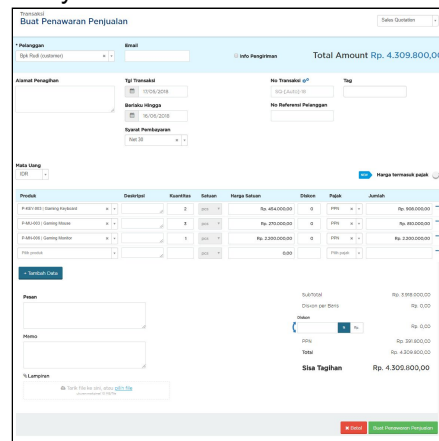 Transaksi
Buat Penawaran Penjualan
Sales Quotation
* Pelanggan
Email
Bpk Rudi (customer)
Info Pengiriman
Total Amount Rp. 4.309.800,00
Alamat Penagihan
Tgl Transaksi
No Transaksi
Tag
17/05/2018
Berlaku Hingga
No Referensi Pelanggan
16/06/2018
Syarat Pembayaran
Net 30
Mata Uang
IDR
Harga termasuk pajak
Produk Deskripsi Kuantitas Satuan Harga Satuan Diskon Pajak Jumlah
P-KEY-003 | Gaming Keyboard 2 pcs Rp. 454.000,00 0 PPN Rp. 908.000,00
Gaming Mouse 3 pcs Rp. 270.000,00 0 PPN Rp. 810.000,00
Gaming Monitor 1 pcs Rp. 2.200.000,00 0 PPN Rp. 2.200.000,00
Pilih produk 0,00 Pilih pajak
+ Tambah Data
Pesan
SubTotal Rp. 3.918.000,00
Diskon per Baris Rp. 0,00
Diskon
% Rp. Rp. 0,00
Memo
PPN Rp. 391.800,00
Total Rp. 4.309.800,00
Sisa Tagihan Rp. 4.309.800,00
Lampiran
Tarik file ke sini, atau pilih file
Batal
Buat Penawaran Penjualan